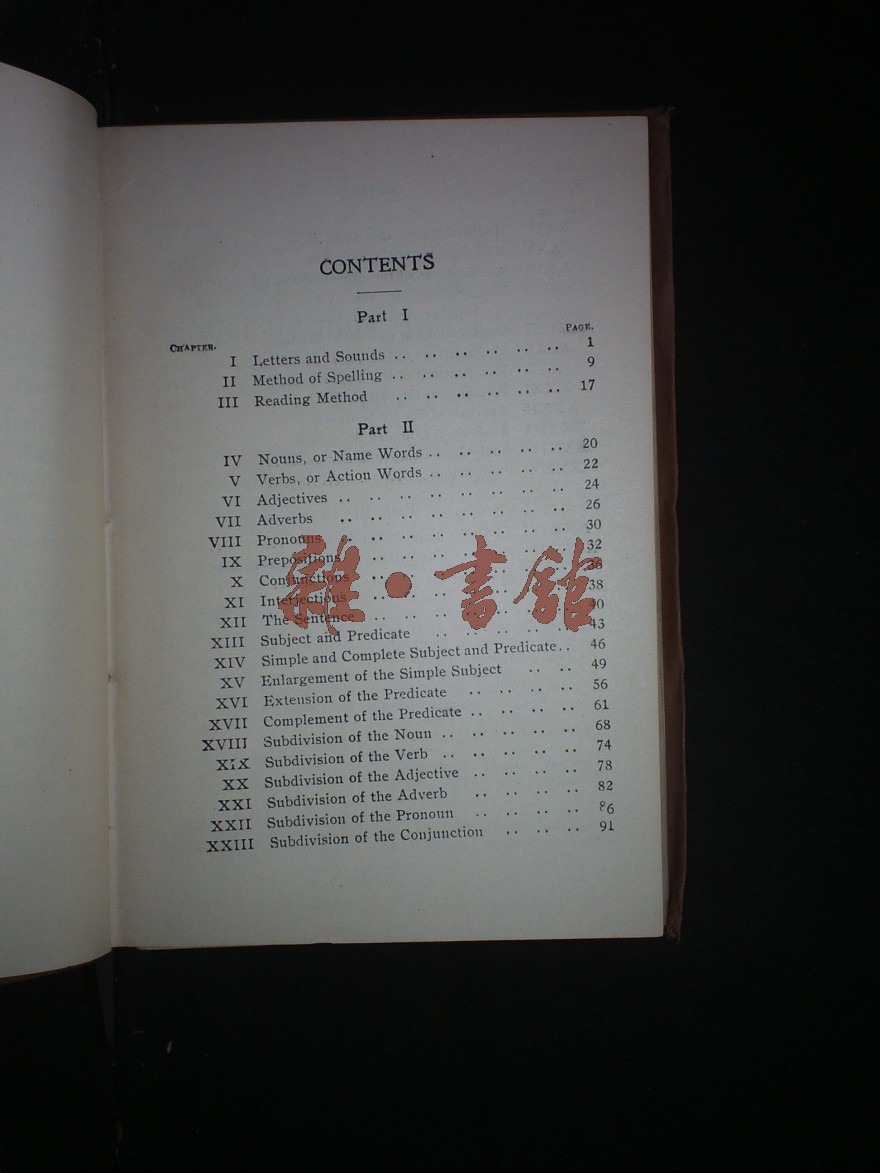 CONTENTS
Part I
CHAPTER. PAGE.
I Letters and Sounds .. .. .. .. .. .. 1
II Method of Spelling .. .. .. .. .. .. 9
III Reading Method .. .. .. .. .. .. 17
Part II
IV Nouns, or Name Words .. .. .. .. .. 20
V Verbs, or Action Words .. .. .. .. .. 22
VI Adjectives .. .. .. .. .. .. .. .. 24
VII Adverbs .. .. .. .. .. .. .. .. 26
VIII Pronouns .. .. .. .. .. .. .. .. 30
IX Prepositions .. .. .. .. .. .. .. 32
X Conjunctions .. .. .. .. .. .. .. 36
XI Interjections .. .. .. .. .. .. .. 38
XII The Sentence .. .. .. .. .. .. .. 40
XIII Subject and Predicate .. .. .. .. .. 43
XIV Simple and Complete Subject and Predicate .. 46
XV Enlargement of the Simple Subject .. .. 49
XVI Extension of the Predicate .. .. .. .. 56
XVII Complement of the Predicate .. .. .. .. 61
XVIII Subdivision of the Noun .. .. .. .. .. 68
XIX Subdivision of the Verb .. .. .. .. .. 74
XX Subdivision of the Adjective .. .. .. .. 78
XXI Subdivision of the Adverb .. .. .. .. 82
XXII Subdivision of the Pronoun .. .. .. .. 86
XXIII Subdivision of the Conjunction .. .. .. 91
雜•書館